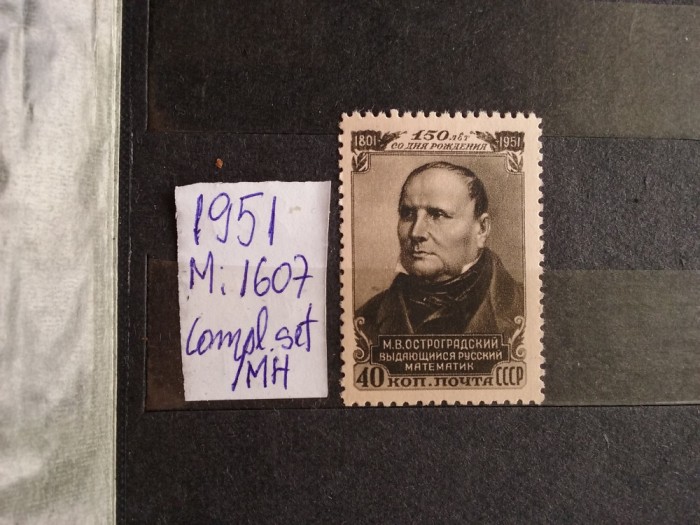 1951
Mi 1607
Compl. set
/MH
150 лет
1801 СО ДНЯ РОЖДЕНИЯ 1951
М.В.ОСТРОГРАДСКИЙ
ВЫДАЮЩИЙСЯ РУССКИЙ
МАТЕМАТИК
40 КОП. ПОЧТА СССР